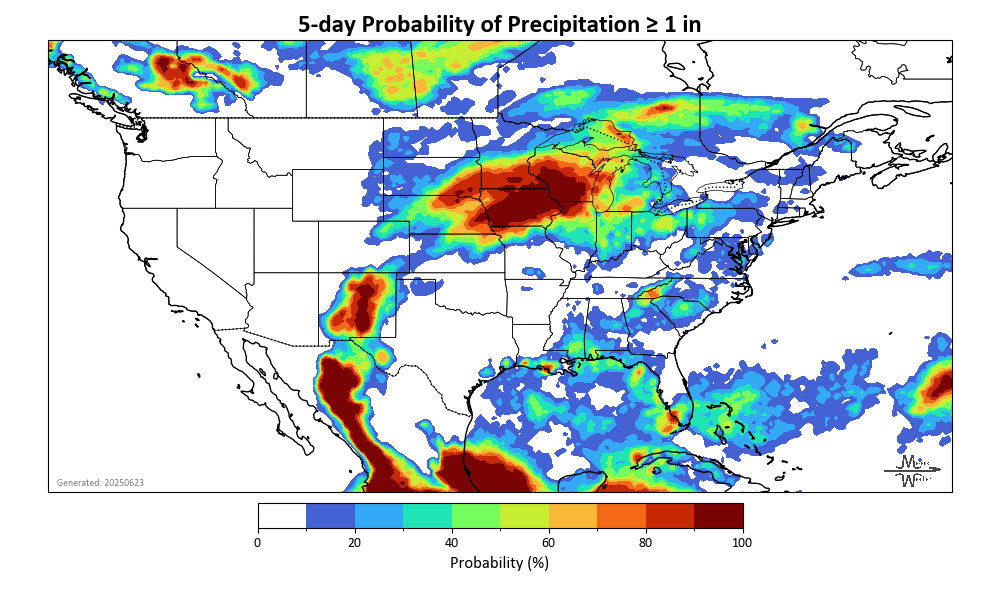 5-day Probability of Precipitation ≥ 1 in
Generated: 20250623
0 20 40 60 80 100
Probability (%)